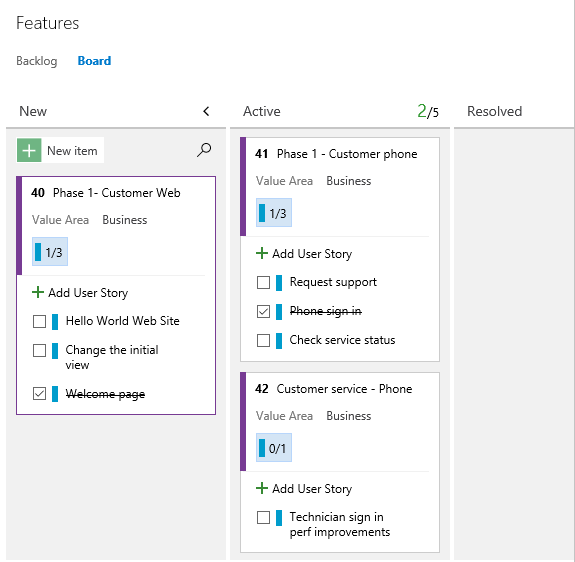 Features
Backlog Board
New
New item
40 Phase 1- Customer Web
Value Area Business
1/3
Add User Story
Hello World Web Site
Change the initial
view
Welcome page
Active 2/5
41 Phase 1 - Customer phone
Value Area Business
1/3
Add User Story
Request support
Phone sign in
Check service status
42 Customer service - Phone
Value Area Business
0/1
Add User Story
Technician sign in
perf improvements
Resolved